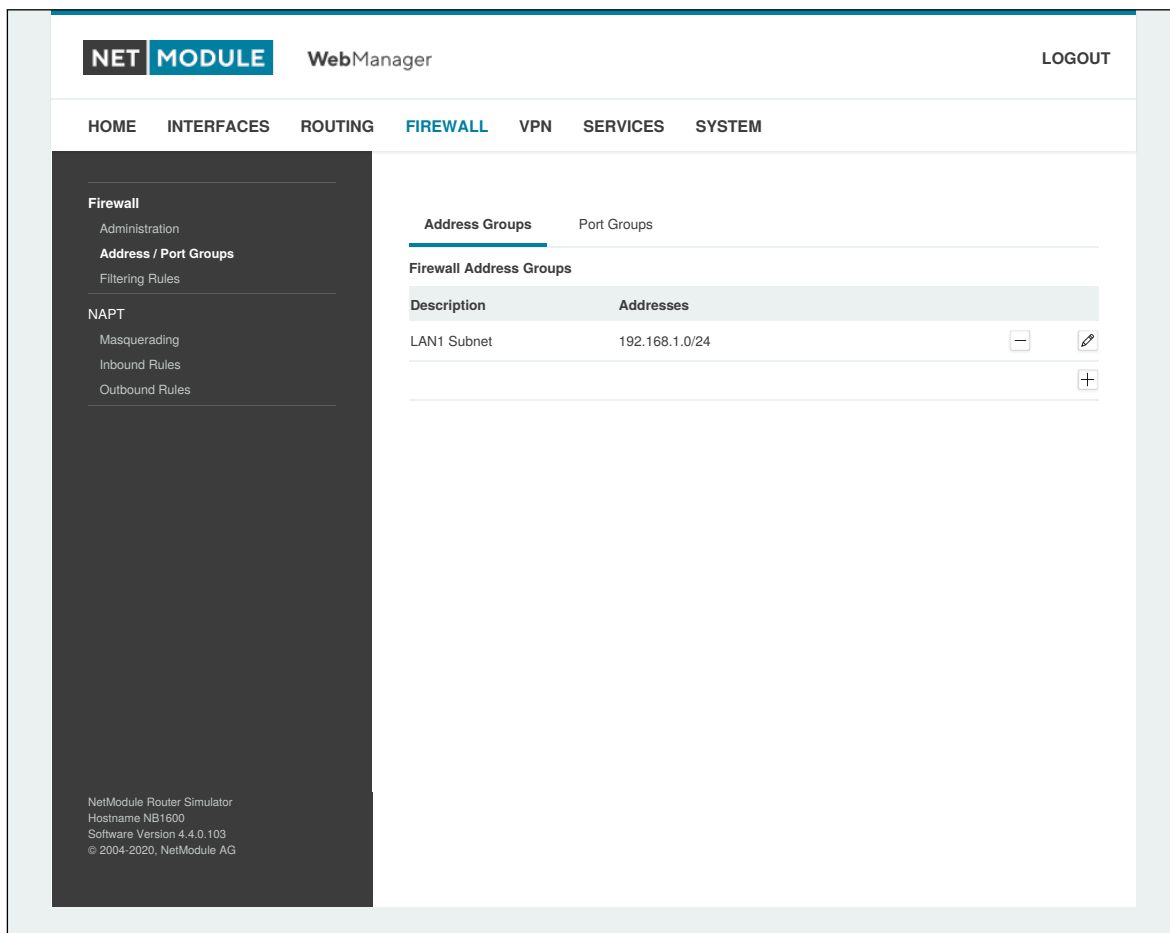 NET MODULE WebManager LOGOUT
HOME INTERFACES ROUTING FIREWALL VPN SERVICES SYSTEM
Firewall
Administration
Address / Port Groups
Filtering Rules
NAPT
Masquerading
Inbound Rules
Outbound Rules
NetModule Router Simulator
Hostname NB1600
Software Version 4.4.0.103
© 2004-2020, NetModule AG
Address Groups Port Groups
Firewall Address Groups
Description Addresses
LAN1 Subnet 192.168.1.0/24